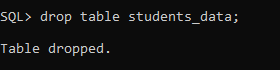 SQL> drop table students_data;
Table dropped.